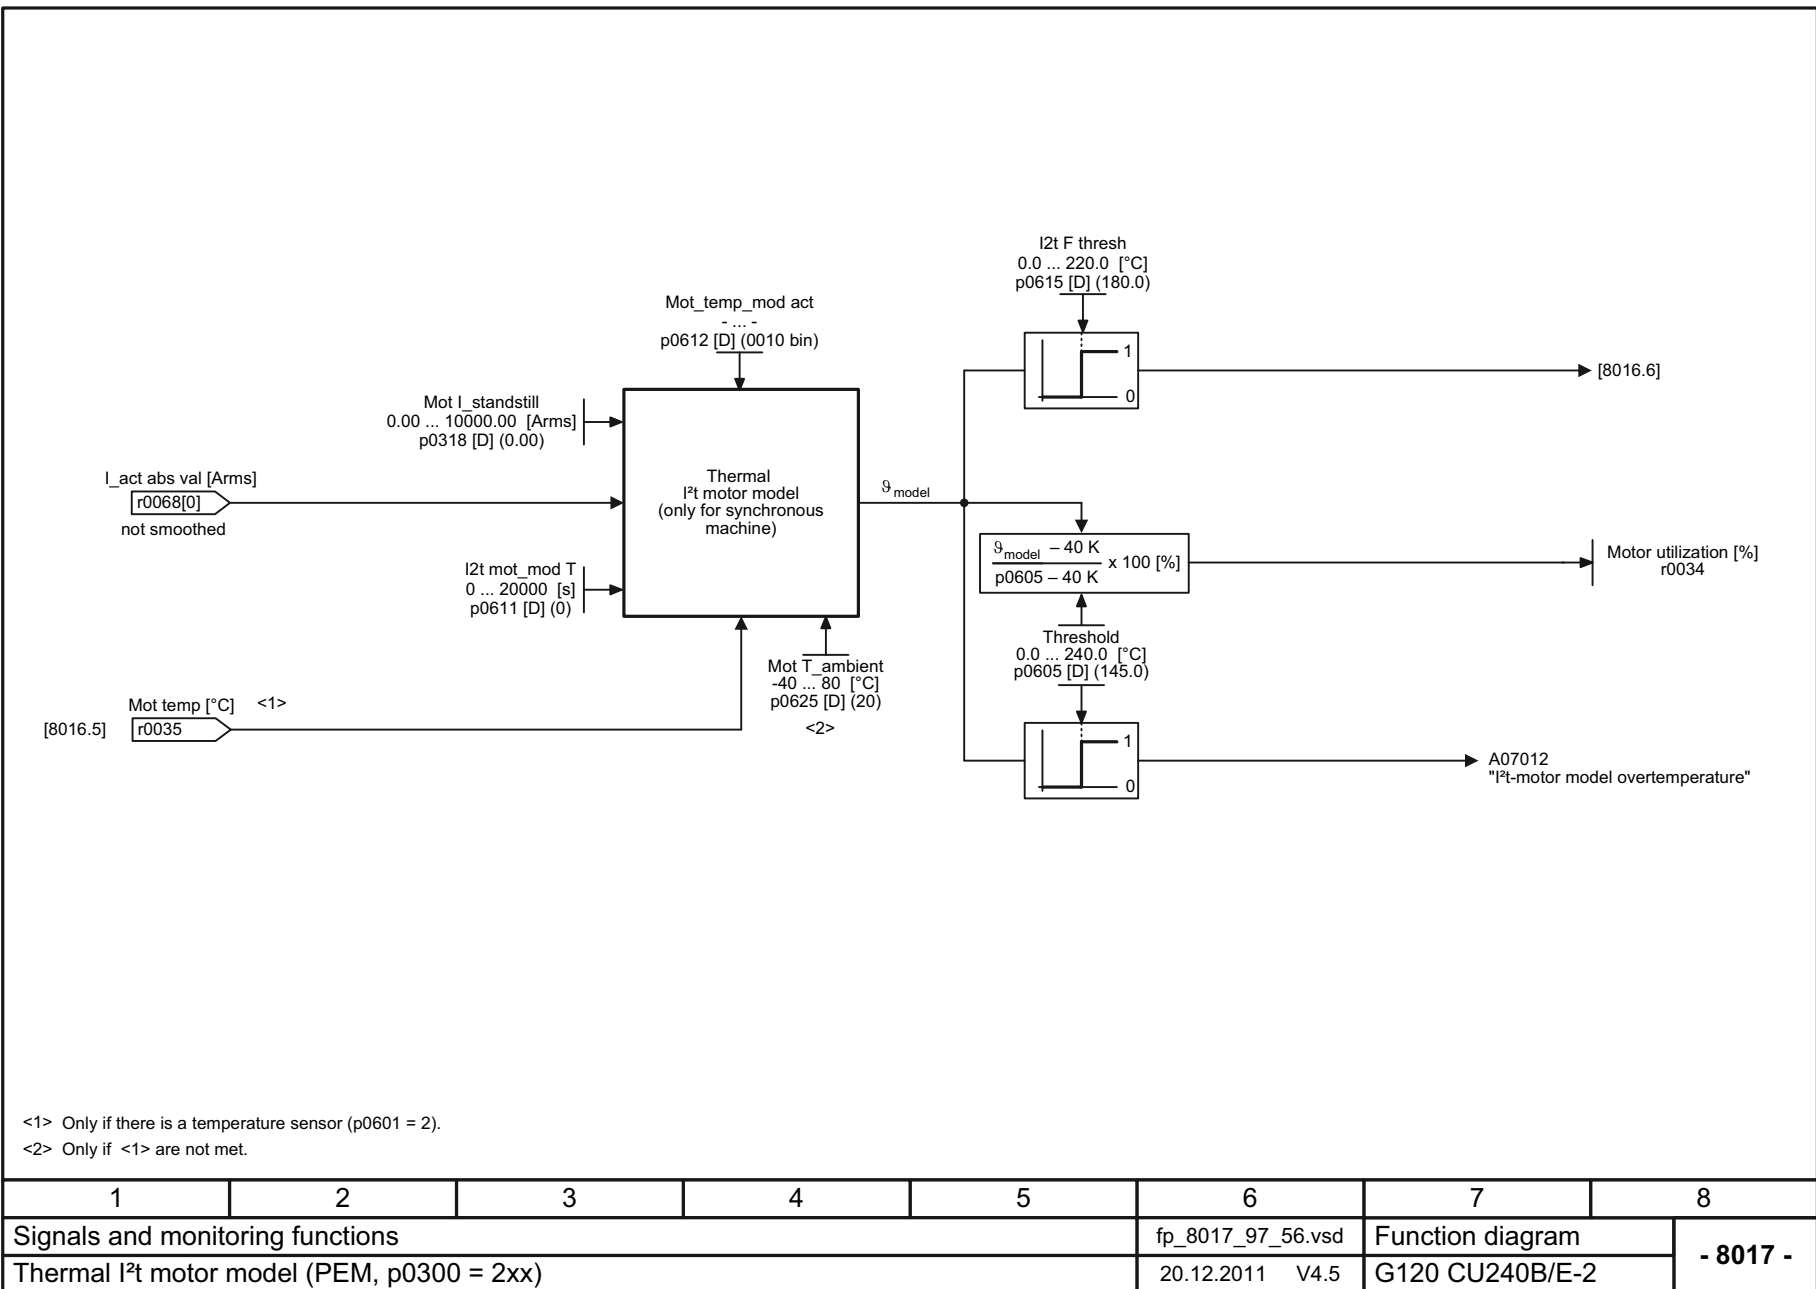 I2t F thresh
0.0 ... 220.0 [°C]
p0615 [D] (180.0)
1
0
[8016.6]
Mot_temp_mod act
- ... -
p0612 [D] (0010 bin)
Mot I_standstill
0.00 ... 10000.00 [Arms]
p0318 [D] (0.00)
I_act abs val [Arms]
r0068[0]
not smoothed
Thermal
I²t motor model
(only for synchronous
machine)
ϑmodel
I2t mot_mod T
0 ... 20000 [s]
p0611 [D] (0)
ϑmodel – 40 K
p0605 – 40 K
x 100 [%]
Motor utilization [%]
r0034
Threshold
0.0 ... 240.0 [°C]
p0605 [D] (145.0)
Mot T_ambient
-40 ... 80 [°C]
p0625 [D] (20)
<2>
Mot temp [°C] <1>
[8016.5]
r0035
1
0
A07012
"I²t-motor model overtemperature"
<1> Only if there is a temperature sensor (p0601 = 2).
<2> Only if <1> are not met.
1 2 3 4 5 6 7 8
Signals and monitoring functions
fp_8017_97_56.vsd
Function diagram
- 8017 -
Thermal I²t motor model (PEM, p0300 = 2xx)
20.12.2011 V4.5
G120 CU240B/E-2